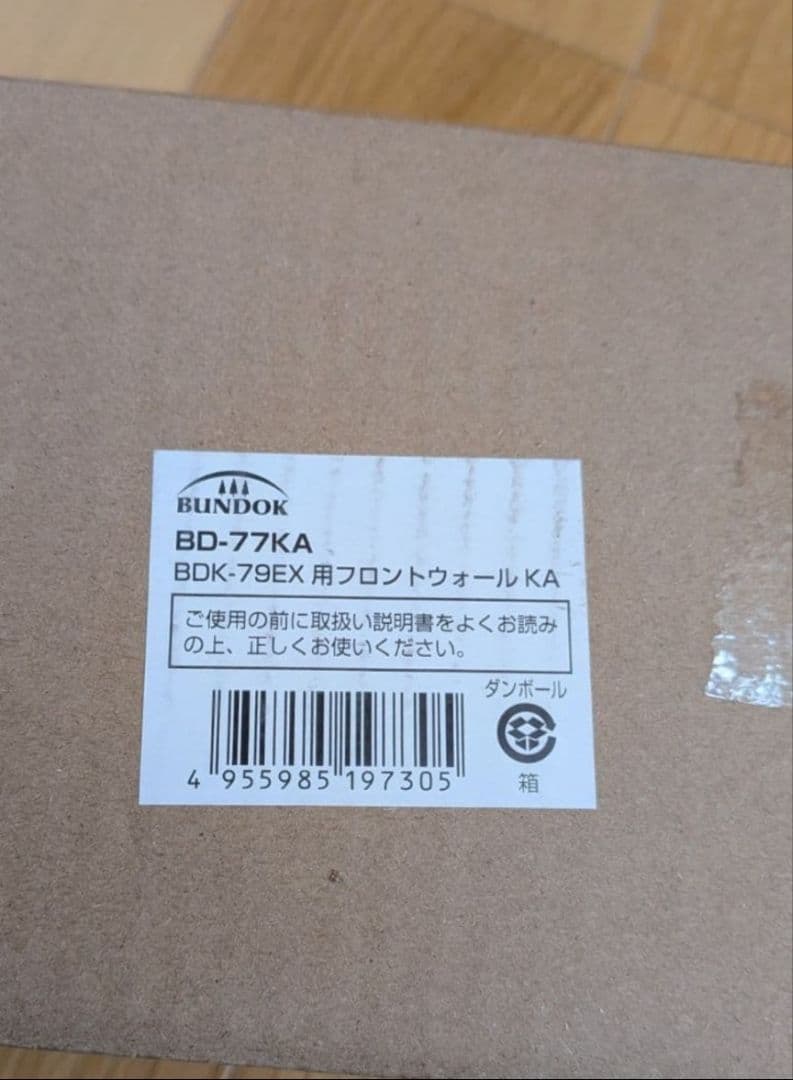 BUNDOK
BD-77KA
BDK-79EX 用フロントウォール KA
ご使用の前に取扱い説明書をよくお読み
の上、正しくお使いください。
ダンボール
箱
4 955985 197305